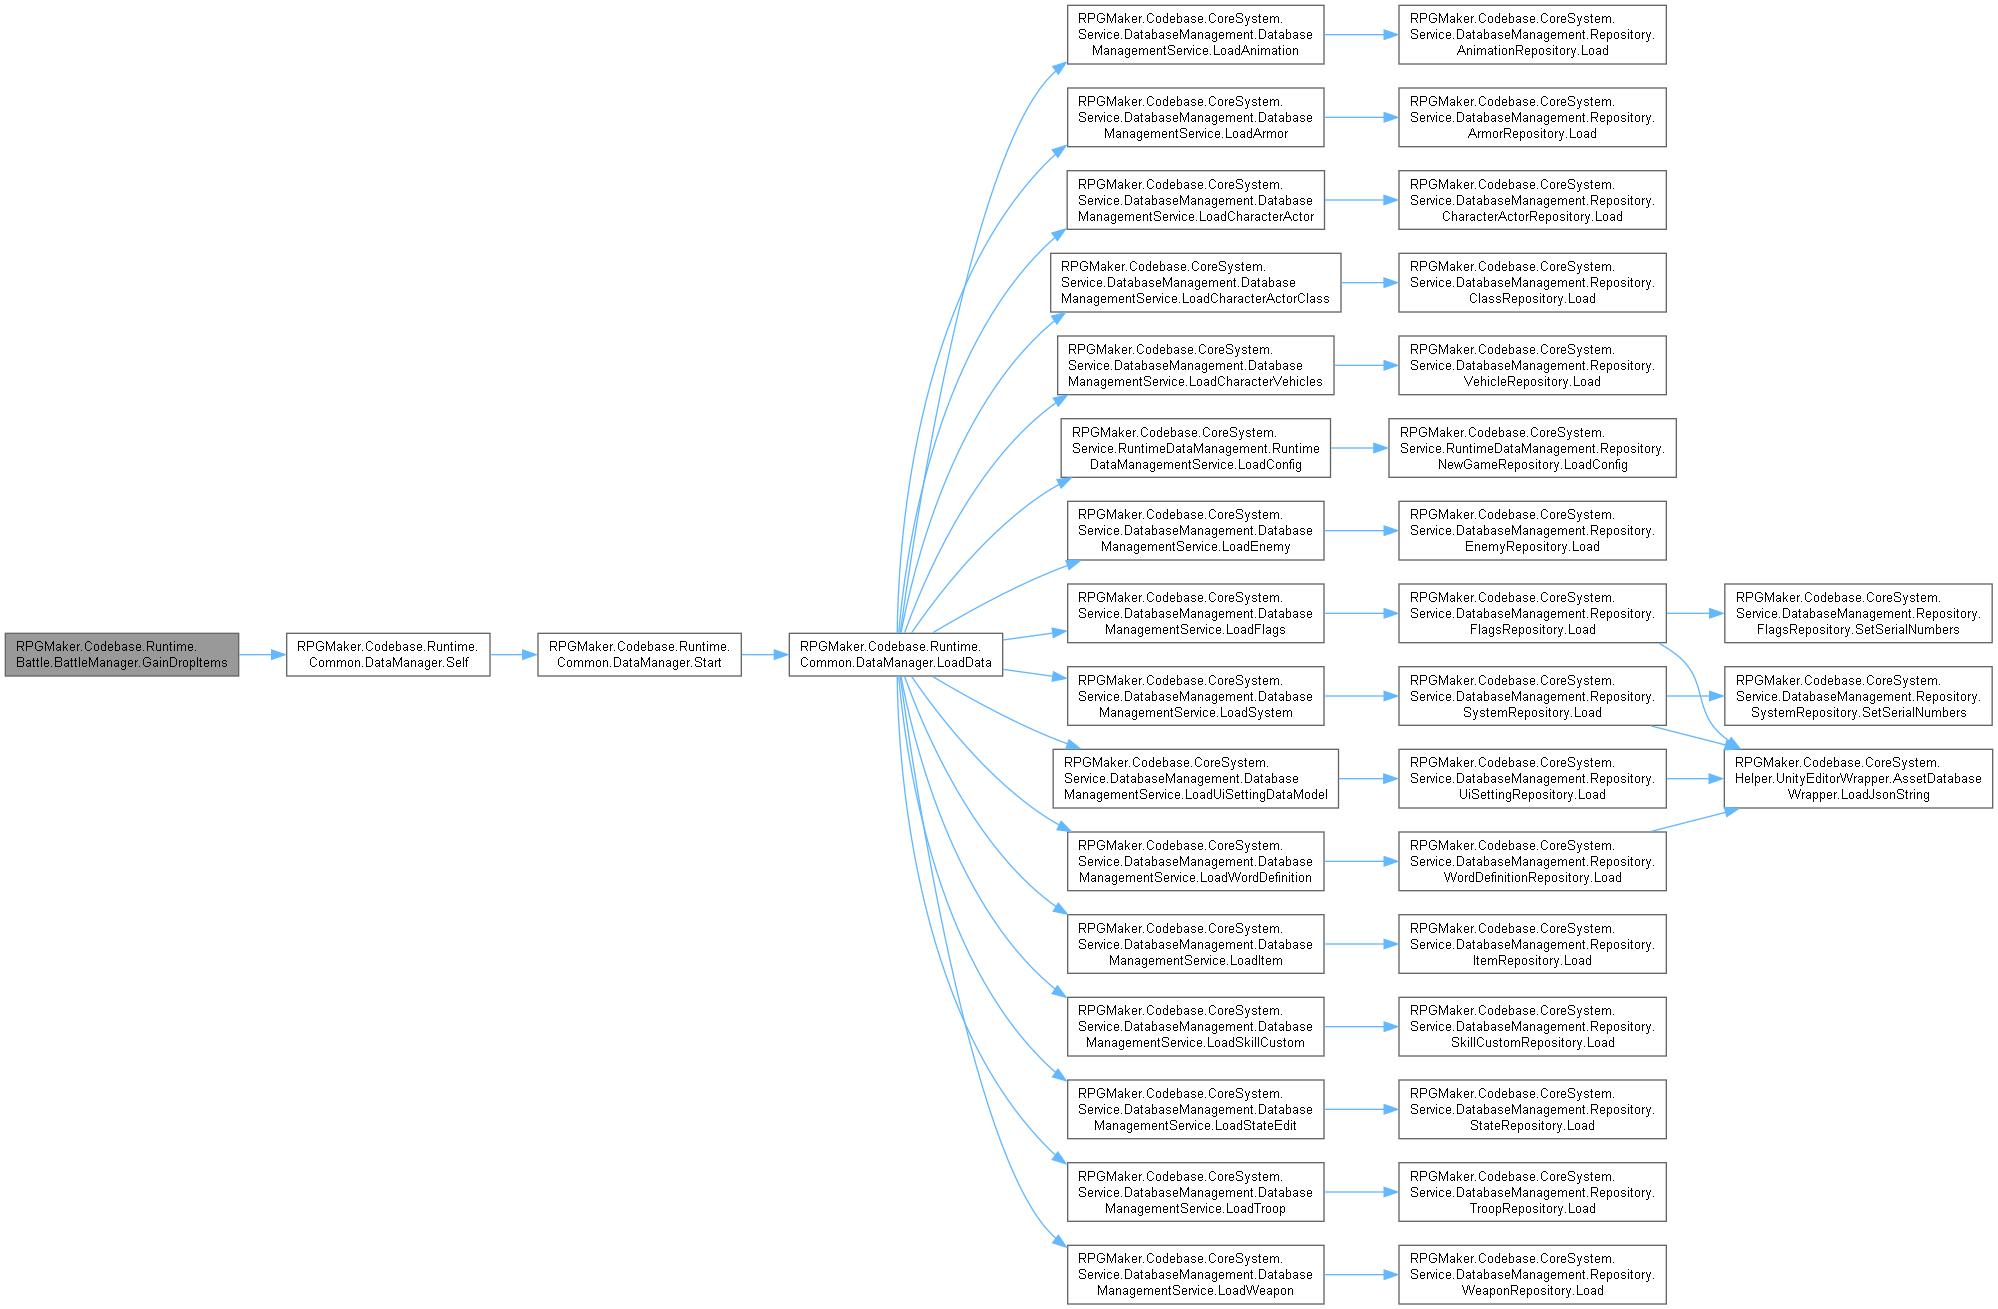 RPGMaker.Codebase.Runtime.
Battle.BattleManager.GainDropItems
RPGMaker.Codebase.Runtime.
Common.DataManager.Self
RPGMaker.Codebase.Runtime.
Common.DataManager.Start
RPGMaker.Codebase.Runtime.
Common.DataManager.LoadData
RPGMaker.Codebase.CoreSystem.
Service.DatabaseManagement.Database
ManagementService.LoadAnimation
RPGMaker.Codebase.CoreSystem.
Service.DatabaseManagement.Repository.
AnimationRepository.Load
RPGMaker.Codebase.CoreSystem.
Service.DatabaseManagement.Database
ManagementService.LoadArmor
RPGMaker.Codebase.CoreSystem.
Service.DatabaseManagement.Repository.
ArmorRepository.Load
RPGMaker.Codebase.CoreSystem.
Service.DatabaseManagement.Database
ManagementService.LoadCharacterActor
RPGMaker.Codebase.CoreSystem.
Service.DatabaseManagement.Repository.
CharacterActorRepository.Load
RPGMaker.Codebase.CoreSystem.
Service.DatabaseManagement.Database
ManagementService.LoadCharacterActorClass
RPGMaker.Codebase.CoreSystem.
Service.DatabaseManagement.Repository.
ClassRepository.Load
RPGMaker.Codebase.CoreSystem.
Service.DatabaseManagement.Database
ManagementService.LoadCharacterVehicles
RPGMaker.Codebase.CoreSystem.
Service.DatabaseManagement.Repository.
VehicleRepository.Load
RPGMaker.Codebase.CoreSystem.
Service.RuntimeDataManagement.Runtime
DataManagementService.LoadConfig
RPGMaker.Codebase.CoreSystem.
Service.RuntimeDataManagement.Repository.
NewGameRepository.LoadConfig
RPGMaker.Codebase.CoreSystem.
Service.DatabaseManagement.Database
ManagementService.LoadEnemy
RPGMaker.Codebase.CoreSystem.
Service.DatabaseManagement.Repository.
EnemyRepository.Load
RPGMaker.Codebase.CoreSystem.
Service.DatabaseManagement.Database
ManagementService.LoadFlags
RPGMaker.Codebase.CoreSystem.
Service.DatabaseManagement.Repository.
FlagsRepository.Load
RPGMaker.Codebase.CoreSystem.
Service.DatabaseManagement.Repository.
FlagsRepository.SetSerialNumbers
RPGMaker.Codebase.CoreSystem.
Service.DatabaseManagement.Database
ManagementService.LoadSystem
RPGMaker.Codebase.CoreSystem.
Service.DatabaseManagement.Repository.
SystemRepository.Load
RPGMaker.Codebase.CoreSystem.
Service.DatabaseManagement.Repository.
SystemRepository.SetSerialNumbers
RPGMaker.Codebase.CoreSystem.
Service.DatabaseManagement.Database
ManagementService.LoadUiSettingDataModel
RPGMaker.Codebase.CoreSystem.
Service.DatabaseManagement.Repository.
UiSettingRepository.Load
RPGMaker.Codebase.CoreSystem.
Helper.UnityEditorWrapper.AssetDatabase
Wrapper.LoadJsonString
RPGMaker.Codebase.CoreSystem.
Service.DatabaseManagement.Database
ManagementService.LoadWordDefinition
RPGMaker.Codebase.CoreSystem.
Service.DatabaseManagement.Repository.
WordDefinitionRepository.Load
RPGMaker.Codebase.CoreSystem.
Service.DatabaseManagement.Database
ManagementService.LoadItem
RPGMaker.Codebase.CoreSystem.
Service.DatabaseManagement.Repository.
ItemRepository.Load
RPGMaker.Codebase.CoreSystem.
Service.DatabaseManagement.Database
ManagementService.LoadSkillCustom
RPGMaker.Codebase.CoreSystem.
Service.DatabaseManagement.Repository.
SkillCustomRepository.Load
RPGMaker.Codebase.CoreSystem.
Service.DatabaseManagement.Database
ManagementService.LoadStateEdit
RPGMaker.Codebase.CoreSystem.
Service.DatabaseManagement.Repository.
StateRepository.Load
RPGMaker.Codebase.CoreSystem.
Service.DatabaseManagement.Database
ManagementService.LoadTroop
RPGMaker.Codebase.CoreSystem.
Service.DatabaseManagement.Repository.
TroopRepository.Load
RPGMaker.Codebase.CoreSystem.
Service.DatabaseManagement.Database
ManagementService.LoadWeapon
RPGMaker.Codebase.CoreSystem.
Service.DatabaseManagement.Repository.
WeaponRepository.Load